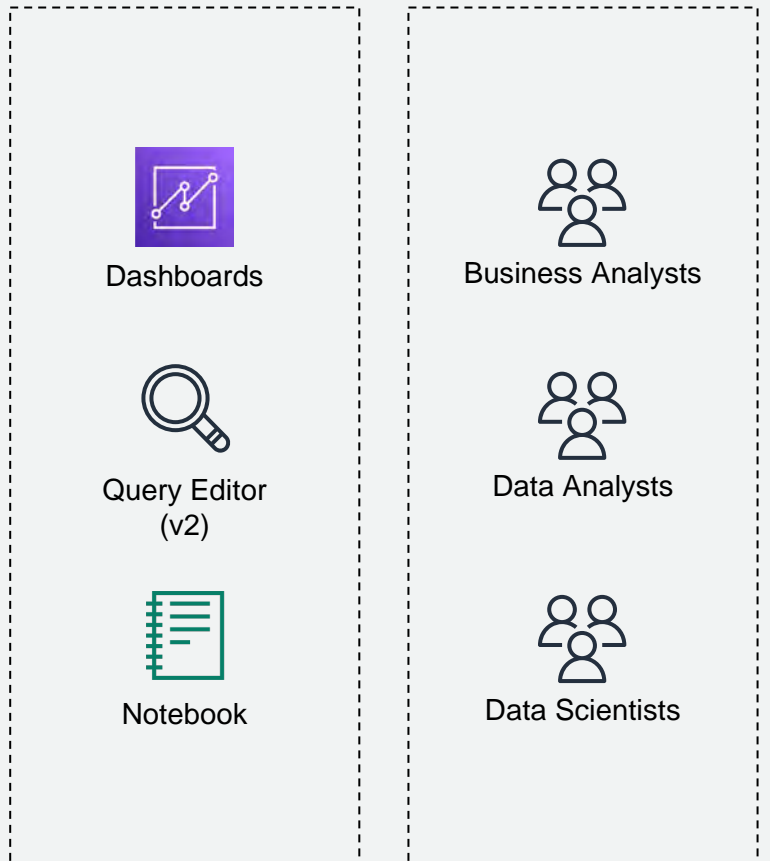 Dashboards
Query Editor
(v2)
Notebook
Business Analysts
Data Analysts
Data Scientists